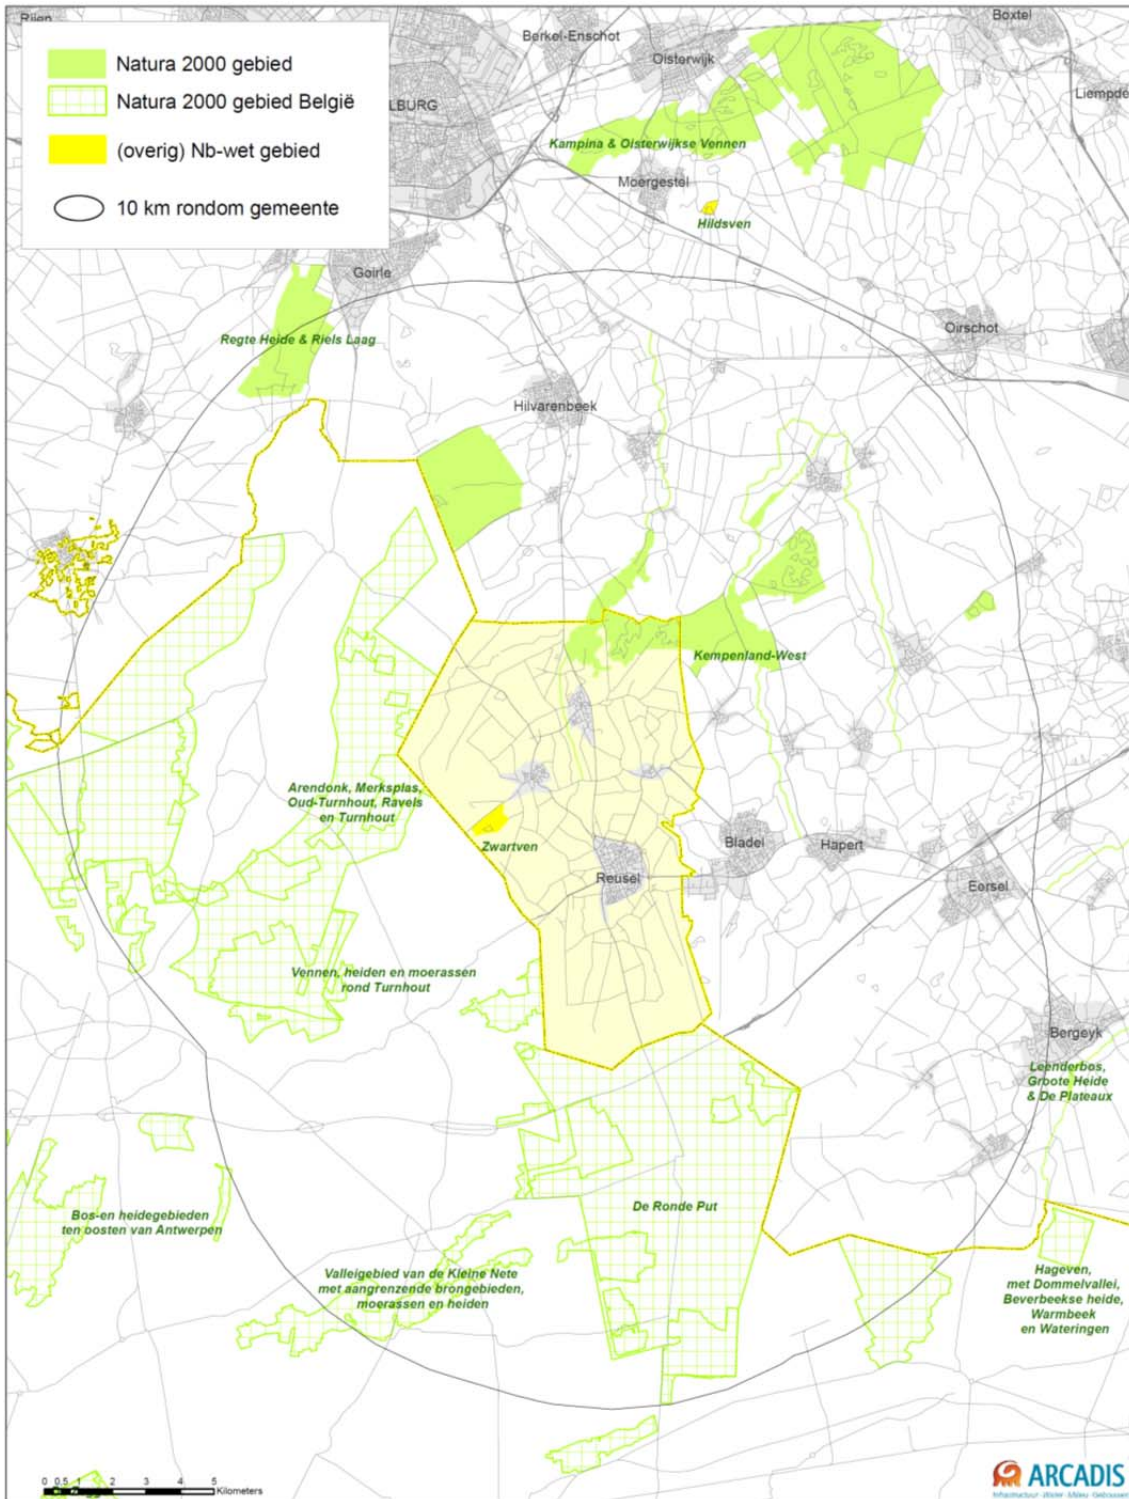 Rijen
Natura 2000 gebied
Natura 2000 gebied België
(overig) Nb-wet gebied
10 km rondom gemeente
LBURG
Berkel-Enschot
Oisterwijk
Boxtel
Liempde
Kampina & Oisterwijkse Vennen
Moergestel
Hildsven
Goirle
Regte Heide & Riels Laag
Oirschot
Hilvarenbeek
Kempenland-West
Arendonk, Merksplas,
Oud-Turnhout, Ravels
en Turnhout
Zwartven
Reusel
Bladel
Hapert
Eersel
Vennen, heiden en moerassen
rond Turnhout
Bergeyk
Leenderbos,
Groote Heide
& De Plateaux
Bos-en heidegebieden
ten oosten van Antwerpen
De Ronde Put
Valleigebied van de Kleine Nete
met aangrenzende brongebieden,
moerassen en heiden
Hageven,
met Dommelvallei,
Beverbeekse heide,
Warmbeek
en Wateringen
0 0,5 1 2 3 4 5
Kilometers
ARCADIS
Infrastructuur · Water · Milieu · Gebouwen